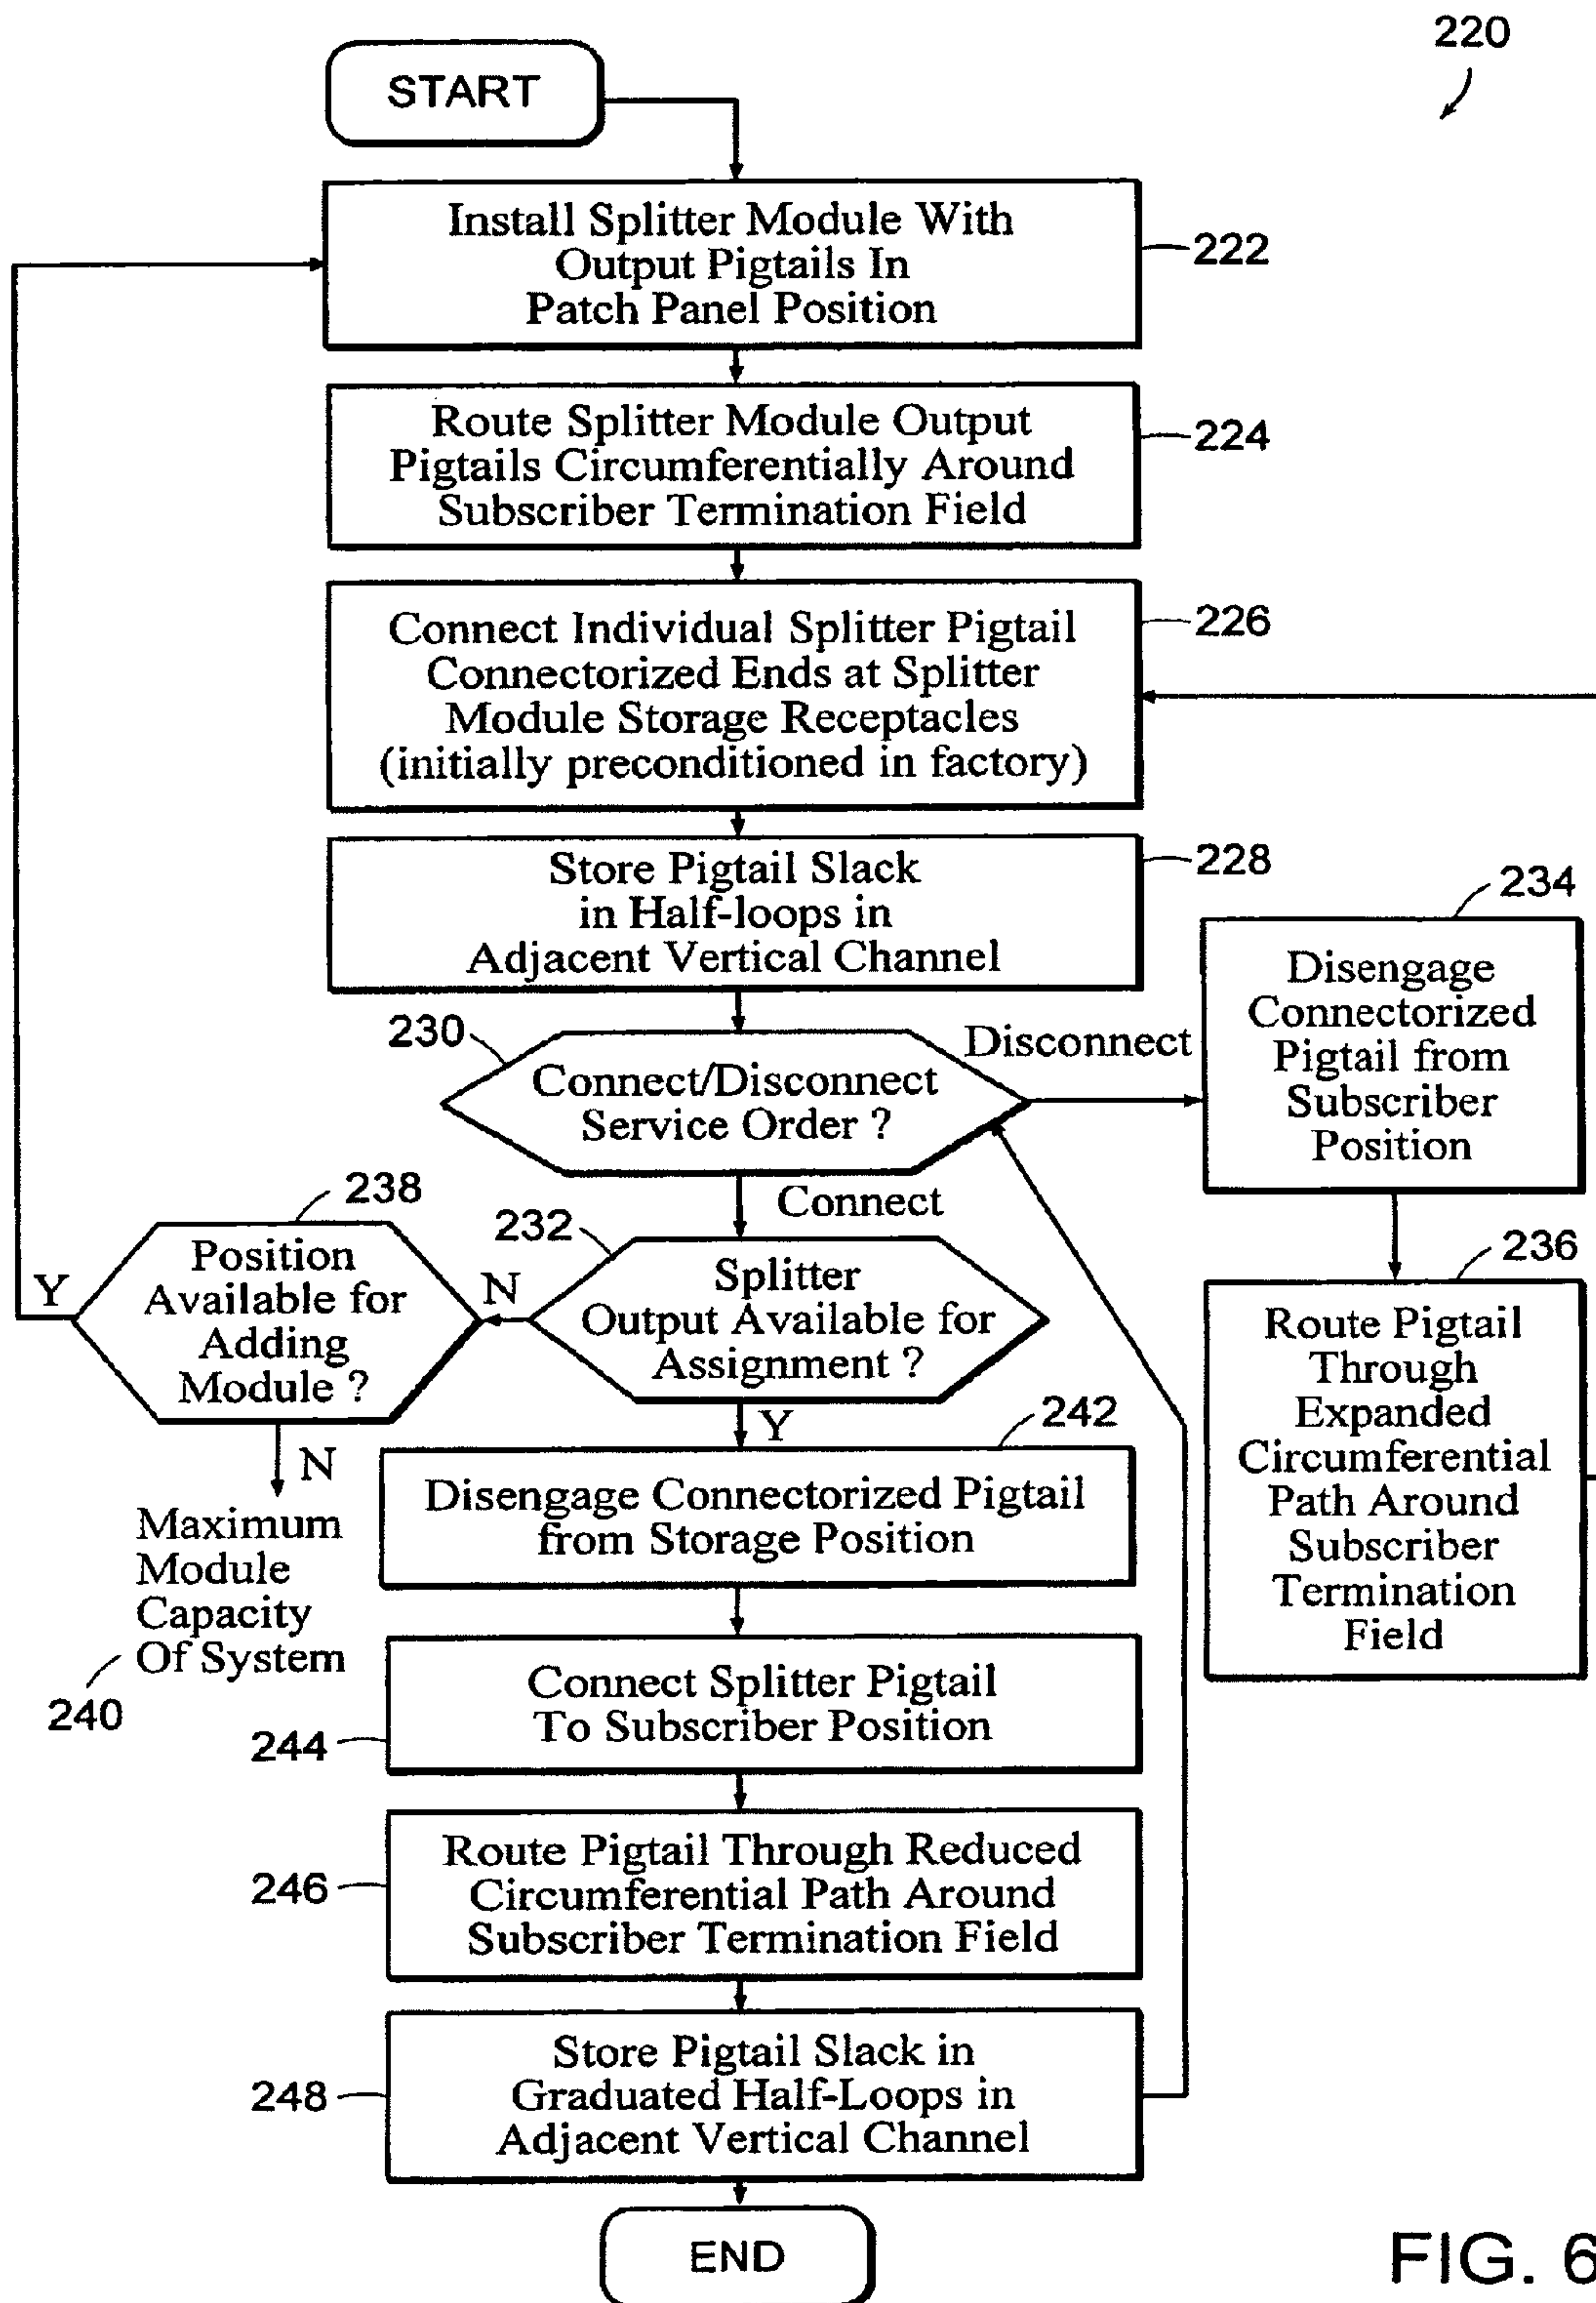 220
START
Install Splitter Module With
Output Pigtails In
Patch Panel Position
222
Route Splitter Module Output
Pigtails Circumferentially Around
Subscriber Termination Field
224
Connect Individual Splitter Pigtail
Connectorized Ends at Splitter
Module Storage Receptacles
(initially preconditioned in factory)
226
Store Pigtail Slack
in Half-loops in
Adjacent Vertical Channel
228
230
Connect/Disconnect
Service Order ?
Disconnect
Connect
234
Disengage
Connectorized
Pigtail from
Subscriber
Position
236
Route Pigtail
Through
Expanded
Circumferential
Path Around
Subscriber
Termination
Field
232
Splitter
Output Available for
Assignment ?
N
Y
238
Position
Available for
Adding
Module ?
Y
N
Maximum
Module
Capacity
Of System
240
242
Disengage Connectorized Pigtail
from Storage Position
Connect Splitter Pigtail
To Subscriber Position
244
Route Pigtail Through Reduced
Circumferential Path Around
Subscriber Termination Field
246
Store Pigtail Slack in
Graduated Half-Loops in
Adjacent Vertical Channel
248
END
FIG. 6